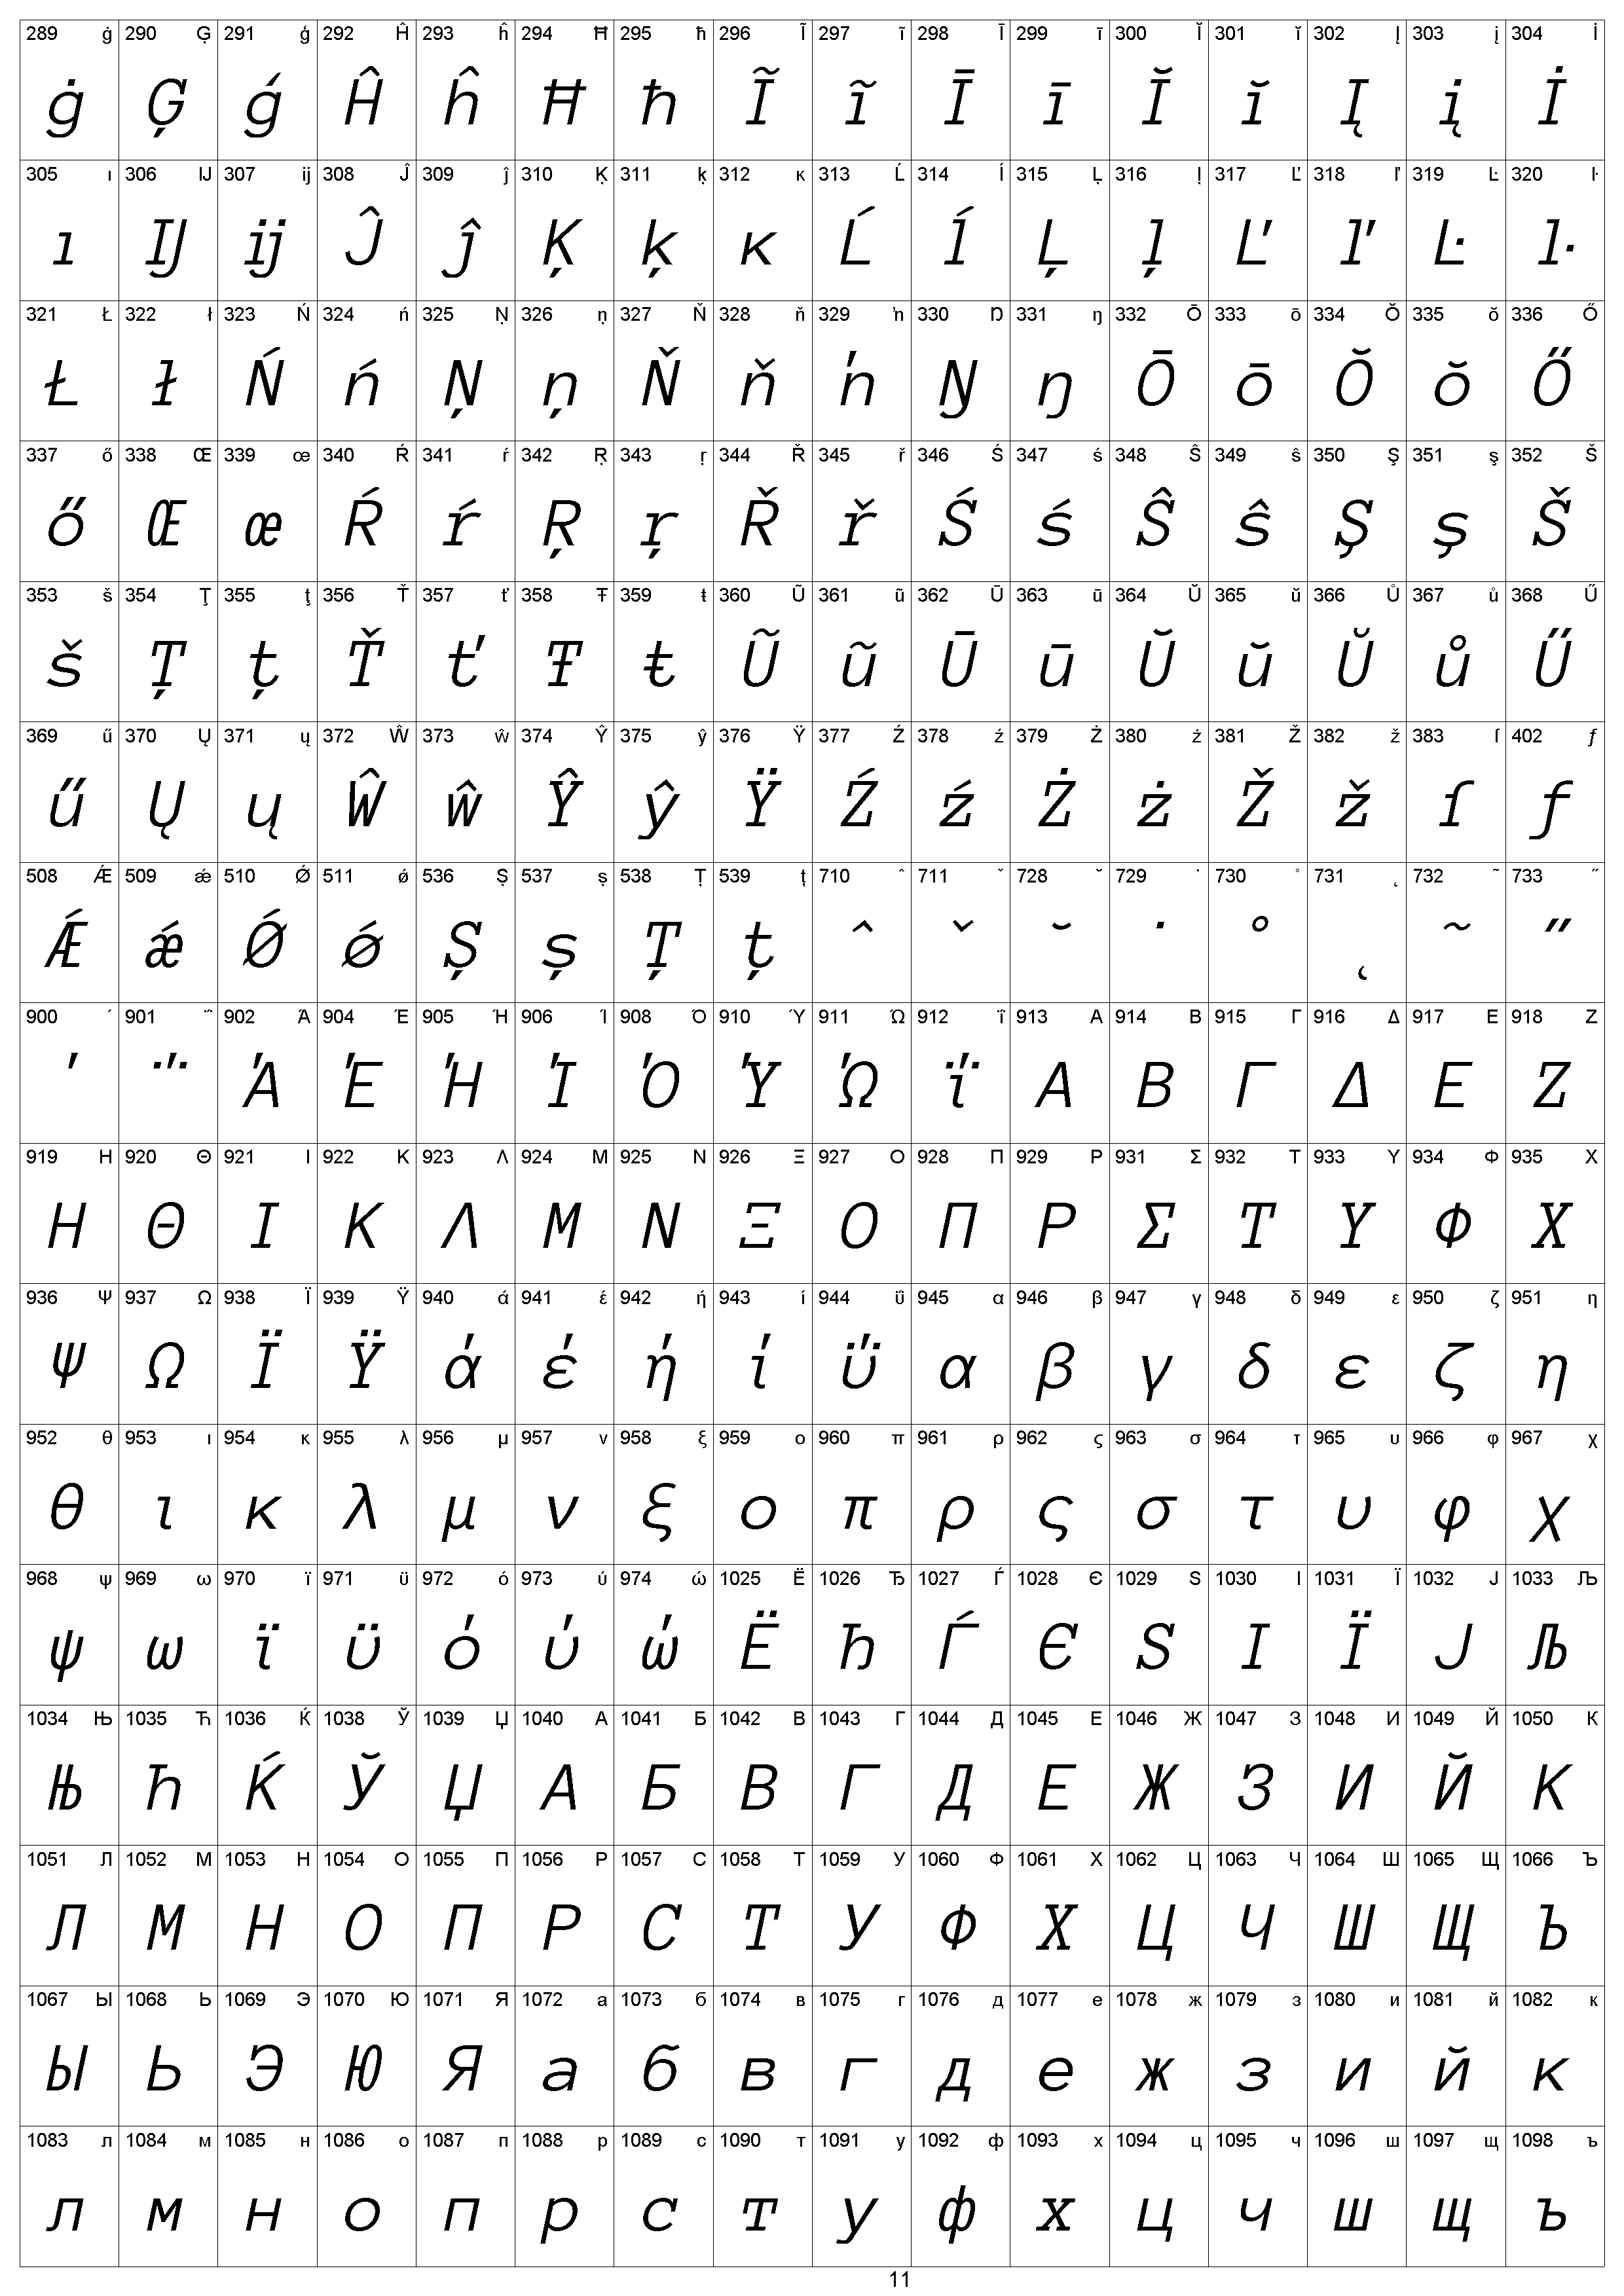 289 ġ 290 Ģ 291 ģ 292 Ĥ 293 ĥ 294 Ħ 295 ħ 296 Ĩ 297 ĩ 298 Ī 299 ī 300 Ĭ 301 ĭ 302 Į 303 į 304 İ
ġ Ģ ģ Ĥ ĥ Ħ ħ Ĩ ĩ Ī ī Ĭ ĭ Į į İ
305 ı 306 Ĳ 307 ĳ 308 Ĵ 309 ĵ 310 Ķ 311 ķ 312 ĸ 313 Ĺ 314 ĺ 315 Ļ 316 ļ 317 Ľ 318 ľ 319 Ŀ 320 ŀ
ı Ĳ ĳ Ĵ ĵ Ķ ķ ĸ Ĺ ĺ Ļ ļ Ľ ľ Ŀ ŀ
321 Ł 322 ł 323 Ń 324 ń 325 Ņ 326 ņ 327 Ň 328 ň 329 ŉ 330 Ŋ 331 ŋ 332 Ō 333 ō 334 Ŏ 335 ŏ 336 Ő
Ł ł Ń ń Ņ ņ Ň ň ŉ Ŋ ŋ Ō ō Ŏ ŏ Ő
337 ő 338 Œ 339 œ 340 Ŕ 341 ŕ 342 Ŗ 343 ŗ 344 Ř 345 ř 346 Ś 347 ś 348 Ŝ 349 ŝ 350 Ş 351 ş 352 Š
ő Œ œ Ŕ ŕ Ŗ ŗ Ř ř Ś ś Ŝ ŝ Ş ş Š
353 š 354 Ţ 355 ţ 356 Ť 357 ť 358 Ŧ 359 ŧ 360 Ũ 361 ũ 362 Ū 363 ū 364 Ŭ 365 ŭ 366 Ů 367 ů 368 Ű
š Ţ ţ Ť ť Ŧ ŧ Ũ ũ Ū ū Ŭ ŭ Ŭ ů Ű
369 ű 370 Ų 371 ų 372 Ŵ 373 ŵ 374 Ŷ 375 ŷ 376 Ÿ 377 Ź 378 ź 379 Ż 380 ż 381 Ž 382 ž 383 ſ 402 ƒ
ű Ų ų Ŵ ŵ Ŷ ŷ Ÿ Ź ź Ż ż Ž ž ſ ƒ
508 Ǽ 509 ǽ 510 Ǿ 511 ǿ 536 Ș 537 ș 538 Ț 539 ț 710 ˆ 711 ˇ 728 ˘ 729 ˙ 730 ˚ 731 ˛ 732 ˜ 733 ˝
Ǽ ǽ Ǿ ǿ Ș ș Ț ț ˆ ˇ ˘ ˙ ˚ ˛ ˜ ˝
900 ΄ 901 ΅ 902 Ά 904 Έ 905 Ή 906 Ί 908 Ό 910 Ύ 911 Ώ 912 ΐ 913 Α 914 Β 915 Γ 916 Δ 917 Ε 918 Ζ
΄ ΅ Ά Έ Ή Ί Ό Ύ Ώ ΐ Α Β Γ Δ Ε Ζ
919 Η 920 Θ 921 Ι 922 Κ 923 Λ 924 Μ 925 Ν 926 Ξ 927 Ο 928 Π 929 Ρ 931 Σ 932 Τ 933 Υ 934 Φ 935 Χ
Η Θ Ι Κ Λ Μ Ν Ξ Ο Π Ρ Σ Τ Υ Φ Χ
936 Ψ 937 Ω 938 Ϊ 939 Ϋ 940 ά 941 έ 942 ή 943 ί 944 ΰ 945 α 946 β 947 γ 948 δ 949 ε 950 ζ 951 η
Ψ Ω Ϊ Ϋ ά έ ή ί ΰ α β γ δ ε ζ η
952 θ 953 ι 954 κ 955 λ 956 μ 957 ν 958 ξ 959 ο 960 π 961 ρ 962 ς 963 σ 964 τ 965 υ 966 φ 967 χ
θ ι κ λ μ ν ξ ο π ρ ς σ τ υ φ χ
968 ψ 969 ω 970 ϊ 971 ϋ 972 ό 973 ύ 974 ώ 1025 Ё 1026 Ђ 1027 Ѓ 1028 Є 1029 Ѕ 1030 І 1031 Ї 1032 Ј 1033 Љ
ψ ω ϊ ϋ ό ύ ώ Ё Ђ Ѓ Є Ѕ І Ї Ј Љ
1034 Њ 1035 Ћ 1036 Ќ 1038 Ў 1039 Џ 1040 А 1041 Б 1042 В 1043 Г 1044 Д 1045 Е 1046 Ж 1047 З 1048 И 1049 Й 1050 К
Њ Ћ Ќ Ў Џ А Б В Г Д Е Ж З И Й К
1051 Л 1052 М 1053 Н 1054 О 1055 П 1056 Р 1057 С 1058 Т 1059 У 1060 Ф 1061 Х 1062 Ц 1063 Ч 1064 Ш 1065 Щ 1066 Ъ
Л М Н О П Р С Т У Ф Х Ц Ч Ш Щ Ъ
1067 Ы 1068 Ь 1069 Э 1070 Ю 1071 Я 1072 а 1073 б 1074 в 1075 г 1076 д 1077 е 1078 ж 1079 з 1080 и 1081 й 1082 к
Ы Ь Э Ю Я а б в г д е ж з и й к
1083 л 1084 м 1085 н 1086 о 1087 п 1088 р 1089 с 1090 т 1091 у 1092 ф 1093 х 1094 ц 1095 ч 1096 ш 1097 щ 1098 ъ
л м н о п р с т у ф х ц ч ш щ ъ
11